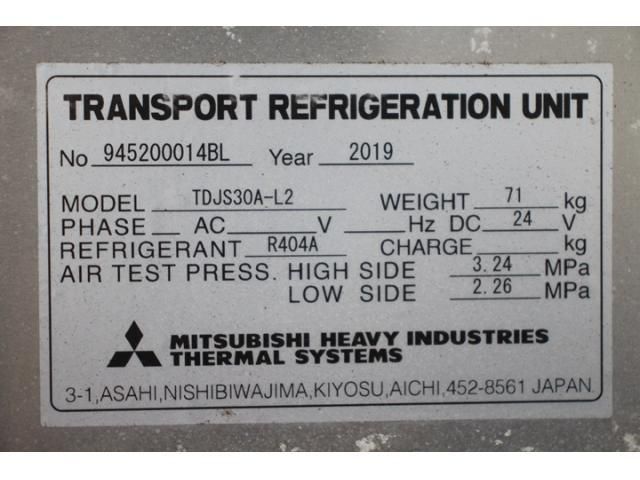 TRANSPORT REFRIGERATION UNIT
No 945200014BL Year 2019
MODEL TDJS30A-L2 WEIGHT 71 kg
PHASE AC V Hz DC 24 V
REFRIGERANT R404A CHARGE kg
AIR TEST PRESS. HIGH SIDE 3.24 MPa
LOW SIDE 2.26 MPa
MITSUBISHI HEAVY INDUSTRIES
THERMAL SYSTEMS
3-1,ASAHI,NISHIBIWAJIMA,KIYOSU,AICHI,452-8561 JAPAN